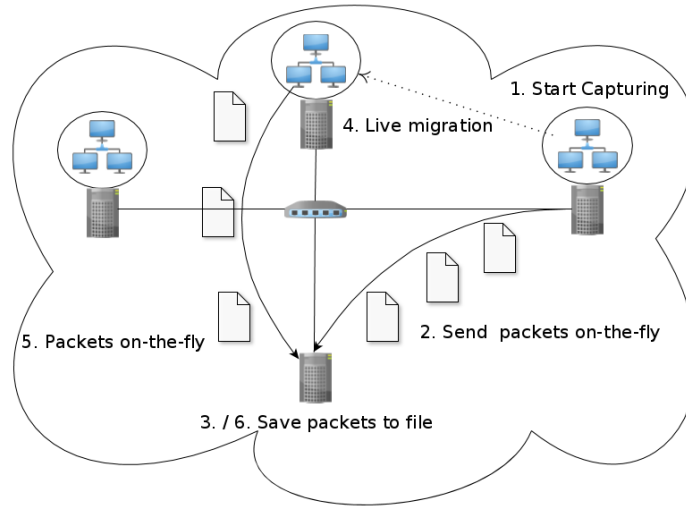 1. Start Capturing
4. Live migration
2. Send packets on-the-fly
5. Packets on-the-fly
3. / 6. Save packets to file